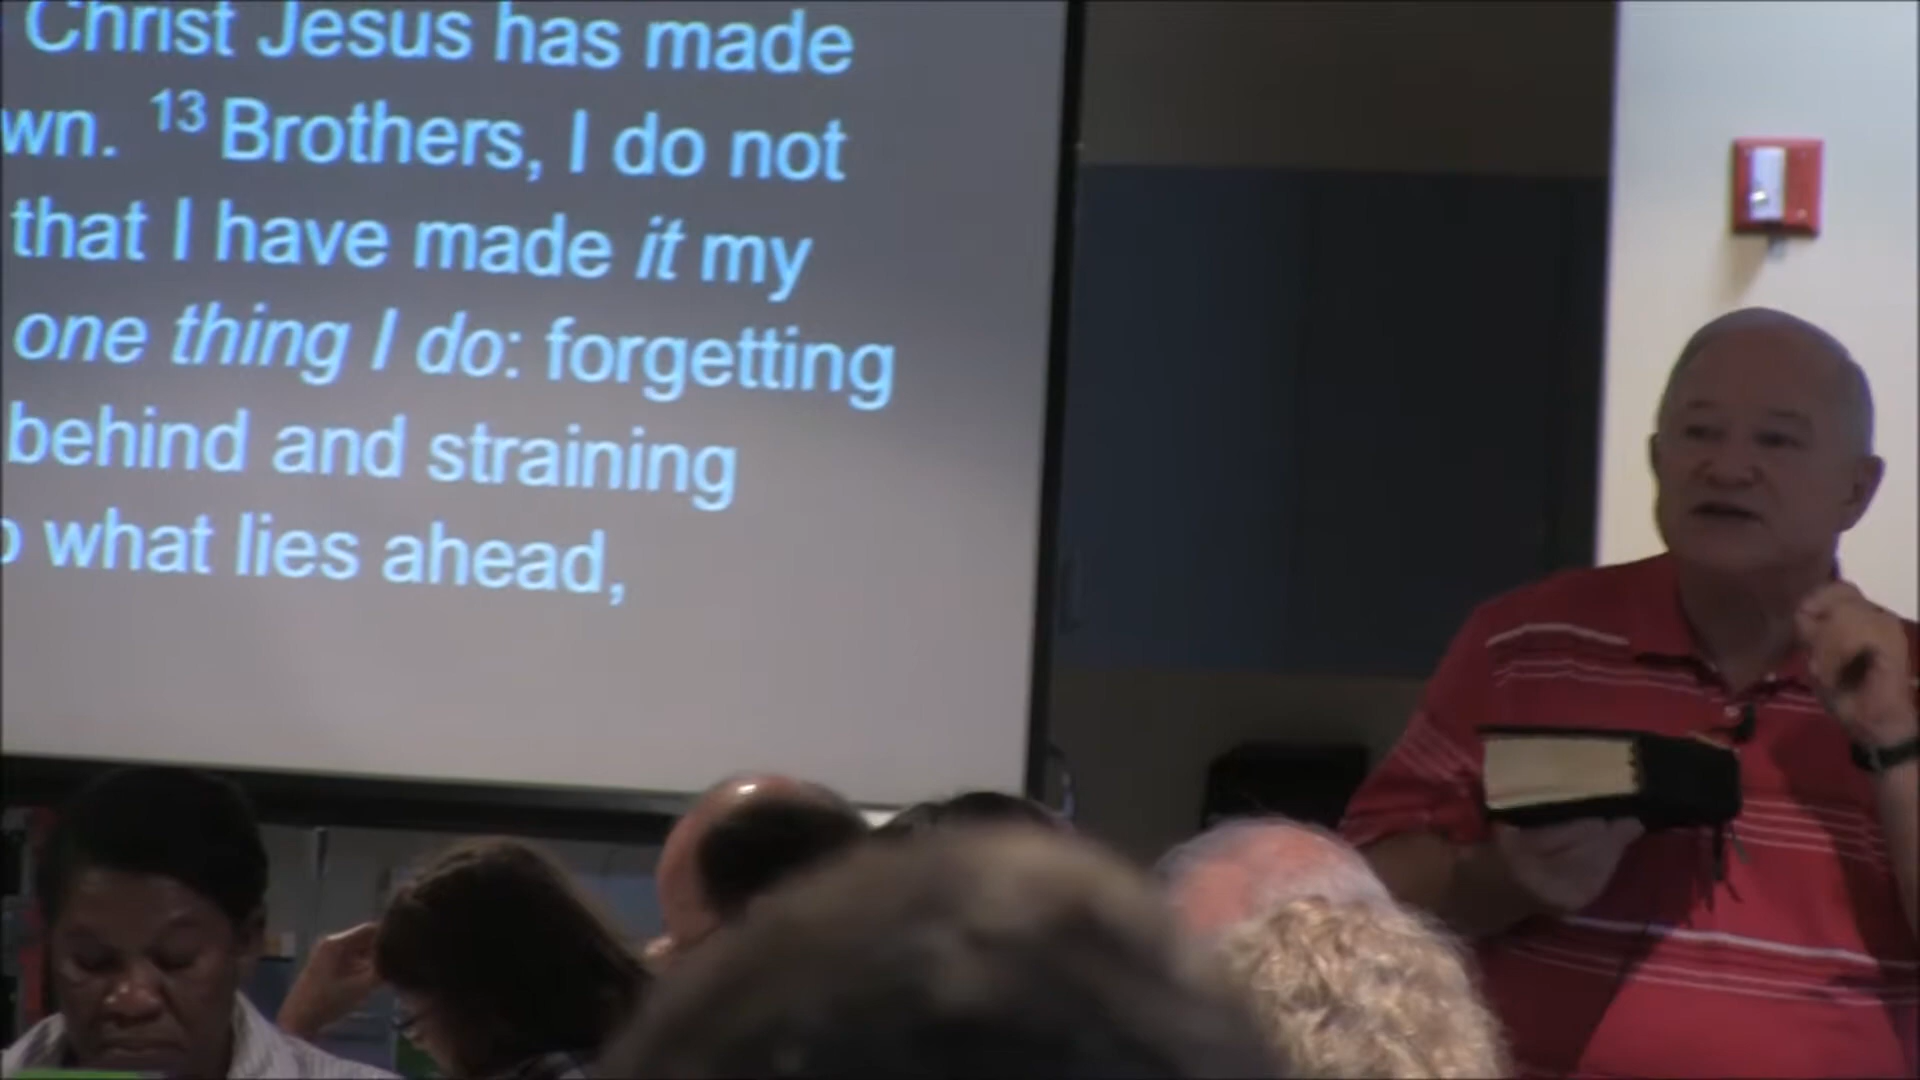 Christ Jesus has made
wn. 13 Brothers, I do not
that I have made it my
one thing I do: forgetting
behind and straining
what lies ahead,